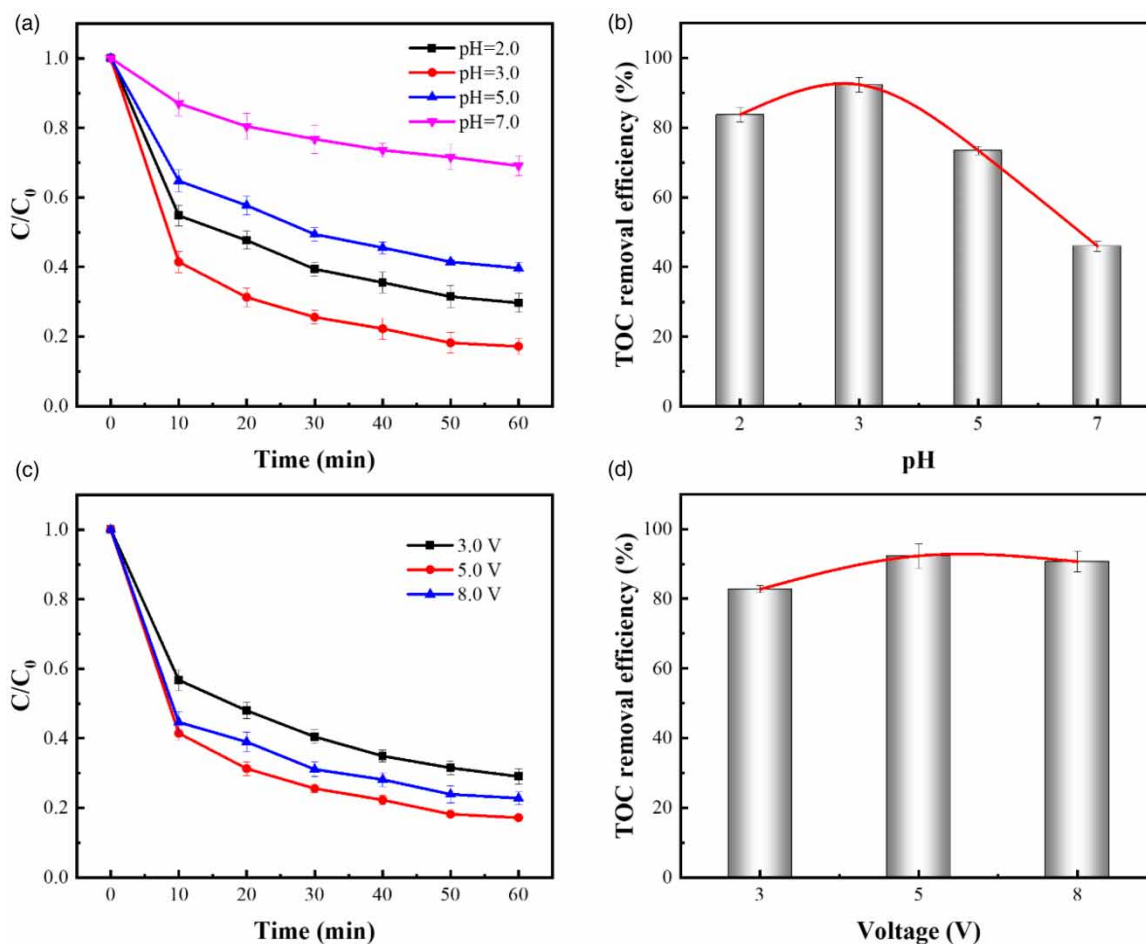 (a)
C/C0
1.0
0.8
0.6
0.4
0.2
0.0
pH=2.0
pH=3.0
pH=5.0
pH=7.0
0 10 20 30 40 50 60
Time (min)
(b)
TOC removal efficiency (%)
100
80
60
40
20
0
2 3 5 7
pH
(c)
C/C0
1.0
0.8
0.6
0.4
0.2
0.0
3.0 V
5.0 V
8.0 V
0 10 20 30 40 50 60
Time (min)
(d)
TOC removal efficiency (%)
100
80
60
40
20
0
3 5 8
Voltage (V)